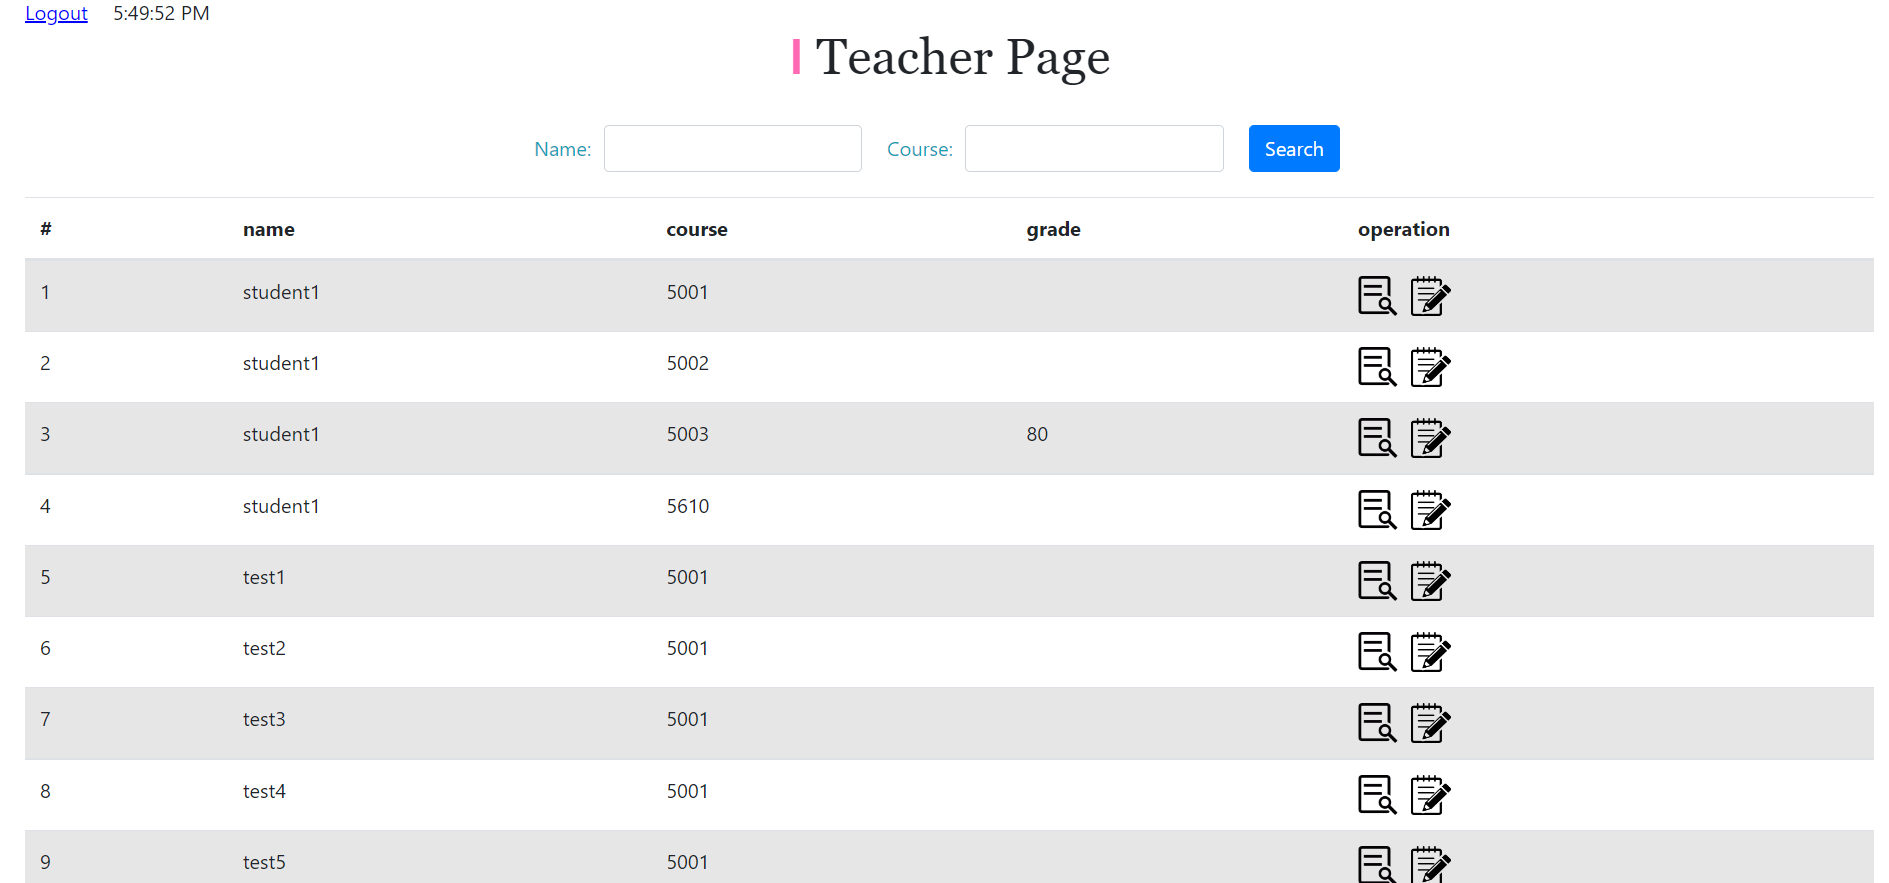 Logout 5:49:52 PM
Teacher Page
Name: Course: Search
# name course grade operation
1 student1 5001
2 student1 5002
3 student1 5003 80
4 student1 5610
5 test1 5001
6 test2 5001
7 test3 5001
8 test4 5001
9 test5 5001